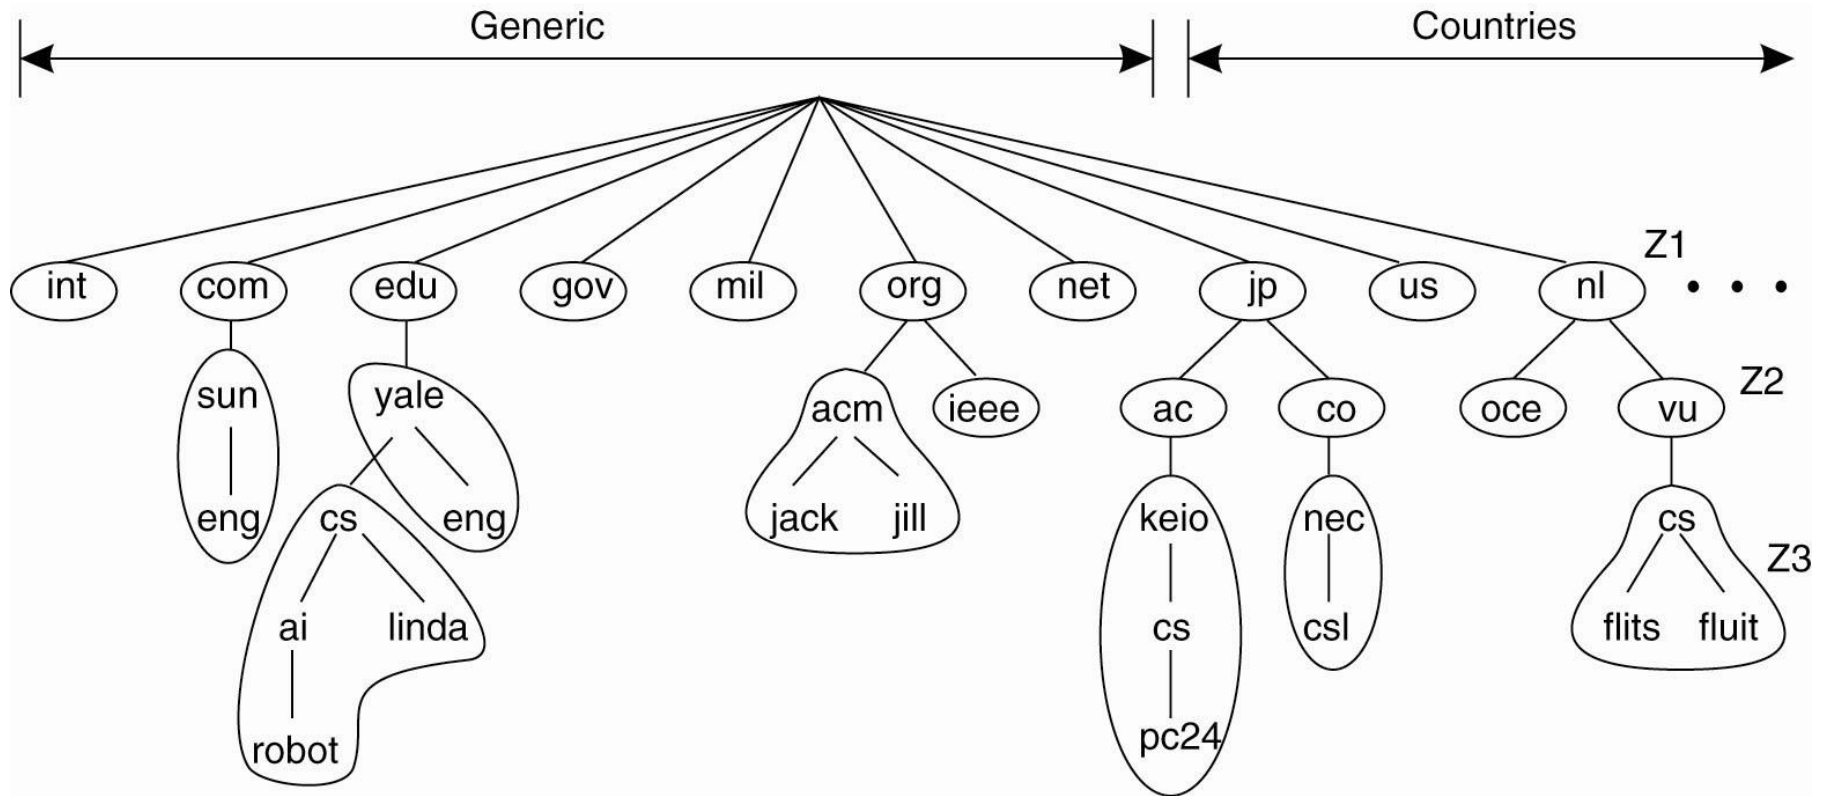 Generic Countries
Z1
int com edu gov mil org net jp us nl • • •
Z2
sun yale acm ieee ac co oce vu
eng cs eng jack jill keio nec cs
Z3
ai linda cs csl flits fluit
robot pc24